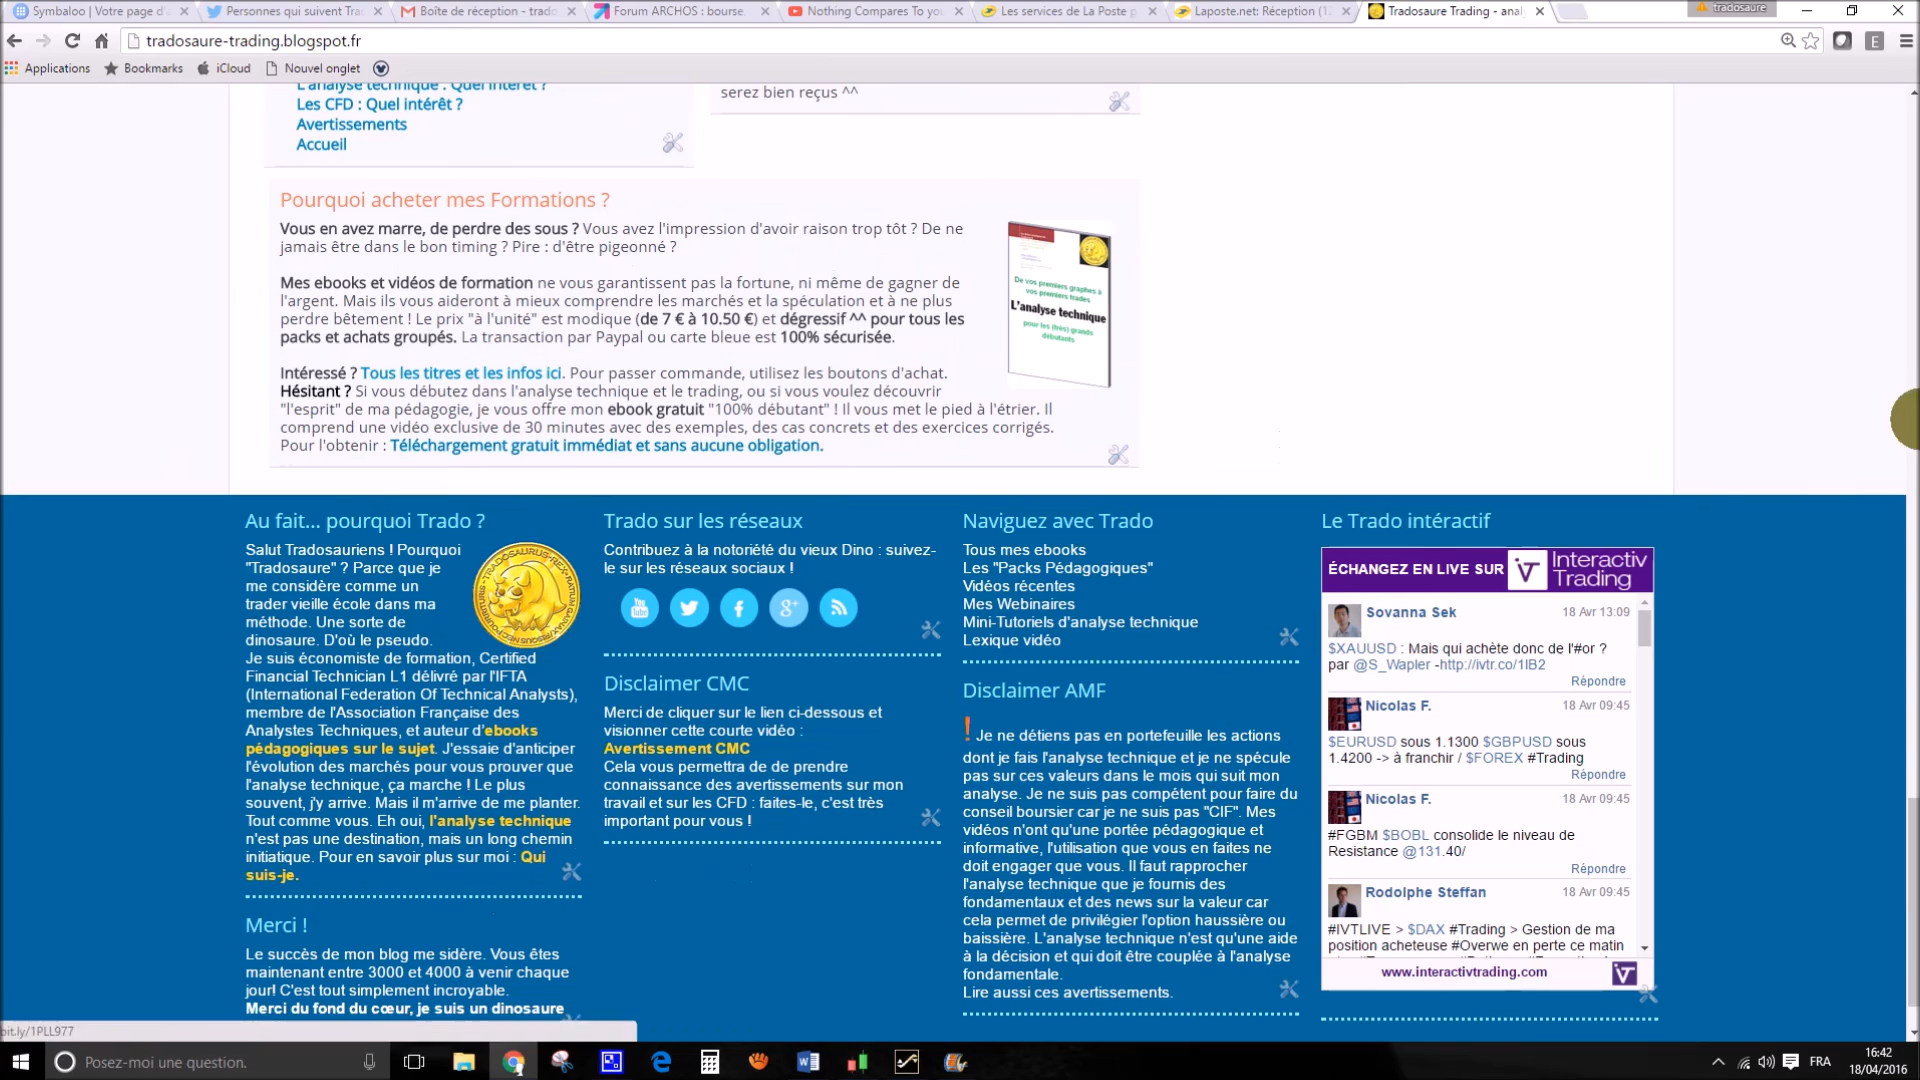 Symbaloo | Votre page d'a
Personnes qui suivent Tra
Boîte de réception - trado
Forum ARCHOS : bourse,
Nothing Compares To you
Les services de La Poste p
Laposte.net: Réception (12
Tradosaure Trading - anal
tradosaure
tradosaure-trading.blogspot.fr
Applications
Bookmarks
iCloud
Nouvel onglet
L'analyse technique : Quel intérêt ?
Les CFD : Quel intérêt ?
Avertissements
Accueil
serez bien reçus ^^
Pourquoi acheter mes Formations ?
Vous en avez marre, de perdre des sous ? Vous avez l'impression d'avoir raison trop tôt ? De ne
jamais être dans le bon timing ? Pire : d'être pigeonné ?
Mes ebooks et vidéos de formation ne vous garantissent pas la fortune, ni même de gagner de
l'argent. Mais ils vous aideront à mieux comprendre les marchés et la spéculation et à ne plus
perdre bêtement ! Le prix "à l'unité" est modique (de 7 € à 10.50 €) et dégressif ^^ pour tous les
packs et achats groupés. La transaction par Paypal ou carte bleue est 100% sécurisée.
Intéressé ? Tous les titres et les infos ici. Pour passer commande, utilisez les boutons d'achat.
Hésitant ? Si vous débutez dans l'analyse technique et le trading, ou si vous voulez découvrir
"l'esprit" de ma pédagogie, je vous offre mon ebook gratuit "100% débutant" ! Il vous met le pied à l'étrier. Il
comprend une vidéo exclusive de 30 minutes avec des exemples, des cas concrets et des exercices corrigés.
Pour l'obtenir : Téléchargement gratuit immédiat et sans aucune obligation.
De vos premiers graphes à
vos premiers trades
L'analyse technique
pour les (très) grands
débutants
Au fait... pourquoi Trado ?
Salut Tradosauriens ! Pourquoi
"Tradosaure" ? Parce que je
me considère comme un
trader vieille école dans ma
méthode. Une sorte de
dinosaure. D'où le pseudo.
Je suis économiste de formation, Certified
Financial Technician L1 délivré par l'IFTA
(International Federation Of Technical Analysts),
membre de l'Association Française des
Analystes Techniques, et auteur d'ebooks
pédagogiques sur le sujet. J'essaie d'anticiper
l'évolution des marchés pour vous prouver que
l'analyse technique, ça marche ! Le plus
souvent, j'y arrive. Mais il m'arrive de me planter.
Tout comme vous. Eh oui, l'analyse technique
n'est pas une destination, mais un long chemin
initiatique. Pour en savoir plus sur moi : Qui
suis-je.
Merci !
Le succès de mon blog me sidère. Vous êtes
maintenant entre 3000 et 4000 à venir chaque
jour! C'est tout simplement incroyable.
Merci du fond du cœur, je suis un dinosaure
Trado sur les réseaux
Contribuez à la notoriété du vieux Dino : suivez-
le sur les réseaux sociaux !
You
Tube
g+
Disclaimer CMC
Merci de cliquer sur le lien ci-dessous et
visionner cette courte vidéo :
Avertissement CMC
Cela vous permettra de de prendre
connaissance des avertissements sur mon
travail et sur les CFD : faites-le, c'est très
important pour vous !
Naviguez avec Trado
Tous mes ebooks
Les "Packs Pédagogiques"
Vidéos récentes
Mes Webinaires
Mini-Tutoriels d'analyse technique
Lexique vidéo
Disclaimer AMF
! Je ne détiens pas en portefeuille les actions
dont je fais l'analyse technique et je ne spécule
pas sur ces valeurs dans le mois qui suit mon
analyse. Je ne suis pas compétent pour faire du
conseil boursier car je ne suis pas "CIF". Mes
vidéos n'ont qu'une portée pédagogique et
informative, l'utilisation que vous en faites ne
doit engager que vous. Il faut rapprocher
l'analyse technique que je fournis des
fondamentaux et des news sur la valeur car
cela permet de privilégier l'option haussière ou
baissière. L'analyse technique n'est qu'une aide
à la décision et qui doit être couplée à l'analyse
fondamentale.
Lire aussi ces avertissements.
Le Trado intéractif
ÉCHANGEZ EN LIVE SUR
Interactiv
Trading
Sovanna Sek 18 Avr 13:09
$XAUUSD : Mais qui achète donc de l'#or ?
par @S_Wapler -http://ivtr.co/1IB2
Répondre
Nicolas F. 18 Avr 09:45
$EURUSD sous 1.1300 $GBPUSD sous
1.4200 -> à franchir / $FOREX #Trading
Répondre
Nicolas F. 18 Avr 09:45
#FGBM $BOBL consolide le niveau de
Resistance @131.40/
Répondre
Rodolphe Steffan 18 Avr 09:45
#IVTLIVE > $DAX #Trading > Gestion de ma
position acheteuse #Overwe en perte ce matin
www.interactivtrading.com
bit.ly/1PLL977
Posez-moi une question.
FRA
16:42
18/04/2016